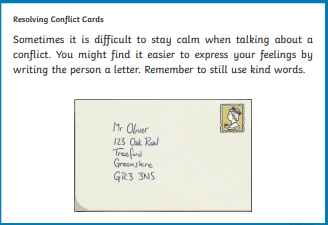 Resolving Conflict Cards
Sometimes it is difficult to stay calm when talking about a
conflict. You might find it easier to express your feelings by
writing the person a letter. Remember to still use kind words.
Mr Oliver
123 Oak Road
Treeford
Greenshire
GR3 3NS